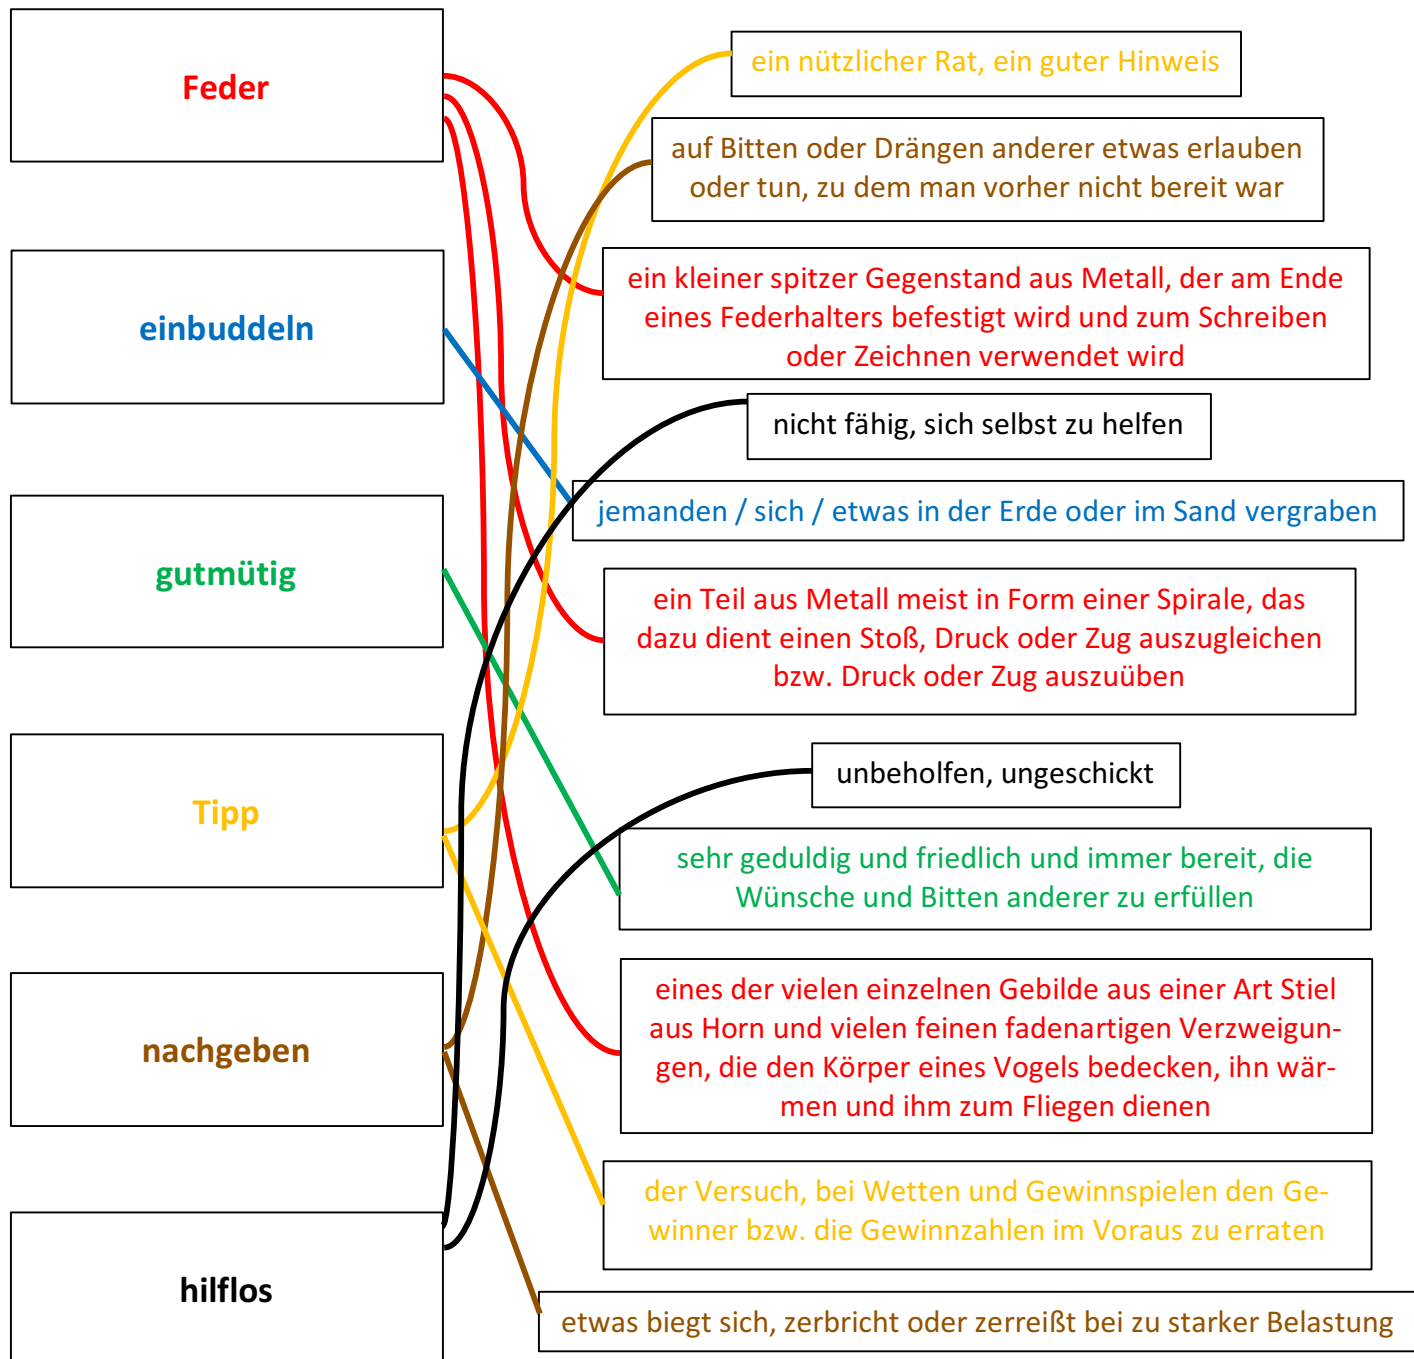 Feder
einbuddeln
gutmütig
Tipp
nachgeben
hilflos
ein nützlicher Rat, ein guter Hinweis
auf Bitten oder Drängen anderer etwas erlauben
oder tun, zu dem man vorher nicht bereit war
ein kleiner spitzer Gegenstand aus Metall, der am Ende
eines Federhalters befestigt wird und zum Schreiben
oder Zeichnen verwendet wird
nicht fähig, sich selbst zu helfen
jemanden / sich / etwas in der Erde oder im Sand vergraben
ein Teil aus Metall meist in Form einer Spirale, das
dazu dient einen Stoß, Druck oder Zug auszugleichen
bzw. Druck oder Zug auszuüben
unbeholfen, ungeschickt
sehr geduldig und friedlich und immer bereit, die
Wünsche und Bitten anderer zu erfüllen
eines der vielen einzelnen Gebilde aus einer Art Stiel
aus Horn und vielen feinen fadenartigen Verzweigun-
gen, die den Körper eines Vogels bedecken, ihn wär-
men und ihm zum Fliegen dienen
der Versuch, bei Wetten und Gewinnspielen den Ge-
winner bzw. die Gewinnzahlen im Voraus zu erraten
etwas biegt sich, zerbricht oder zerreißt bei zu starker Belastung